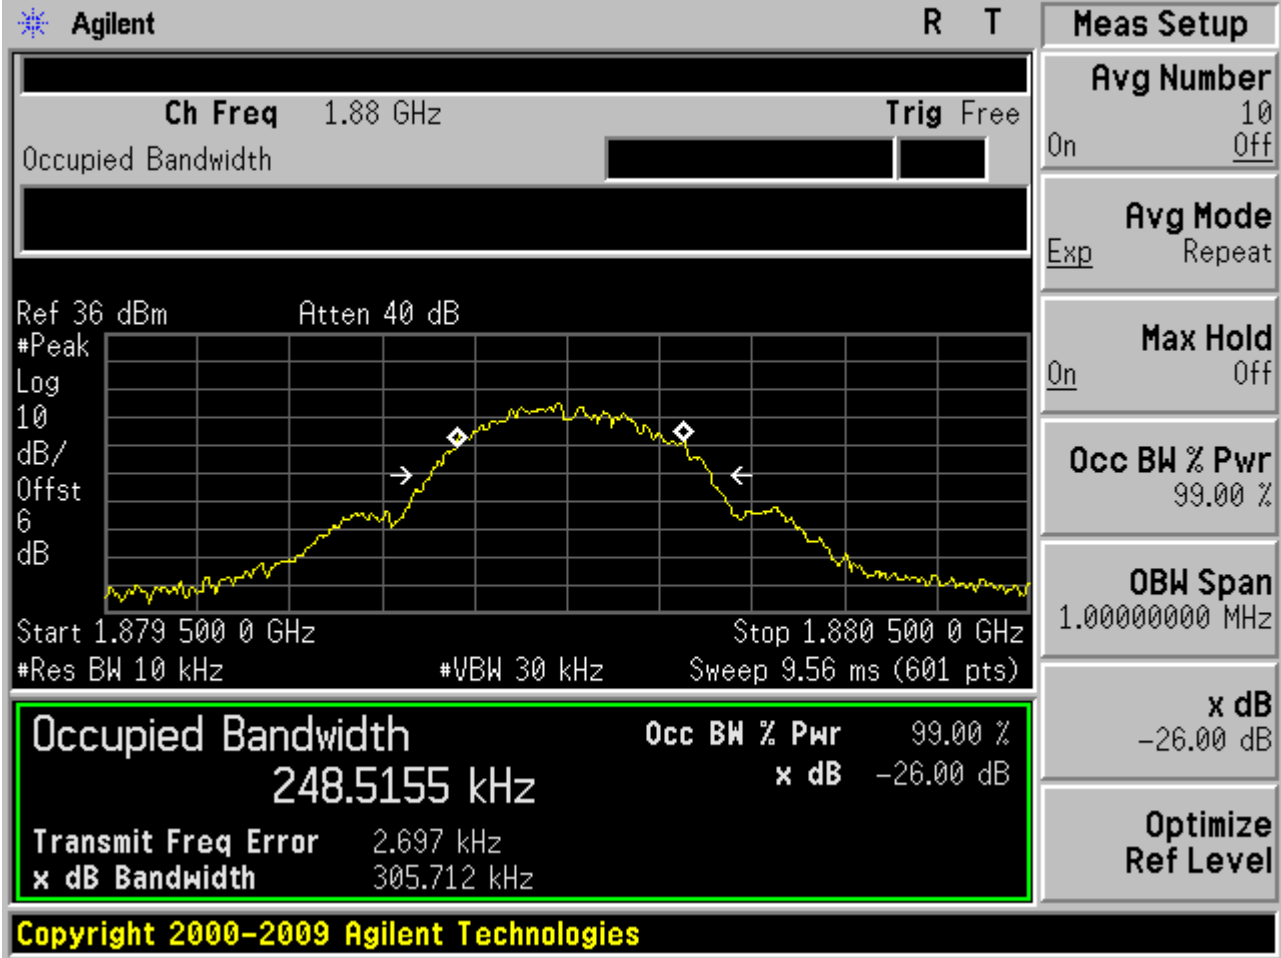 Agilent R T
Ch Freq 1.88 GHz Trig Free
Occupied Bandwidth
Ref 36 dBm Atten 40 dB
#Peak
Log
10
dB/
Offst
6
dB
Start 1.879 500 0 GHz Stop 1.880 500 0 GHz
#Res BW 10 kHz #VBW 30 kHz Sweep 9.56 ms (601 pts)
Occupied Bandwidth Occ BW % Pwr 99.00 %
248.5155 kHz x dB -26.00 dB
Transmit Freq Error 2.697 kHz
x dB Bandwidth 305.712 kHz
Copyright 2000-2009 Agilent Technologies
Meas Setup
Avg Number
10
On Off
Avg Mode
Exp Repeat
Max Hold
On Off
Occ BW % Pwr
99.00 %
OBW Span
1.00000000 MHz
x dB
-26.00 dB
Optimize
Ref Level